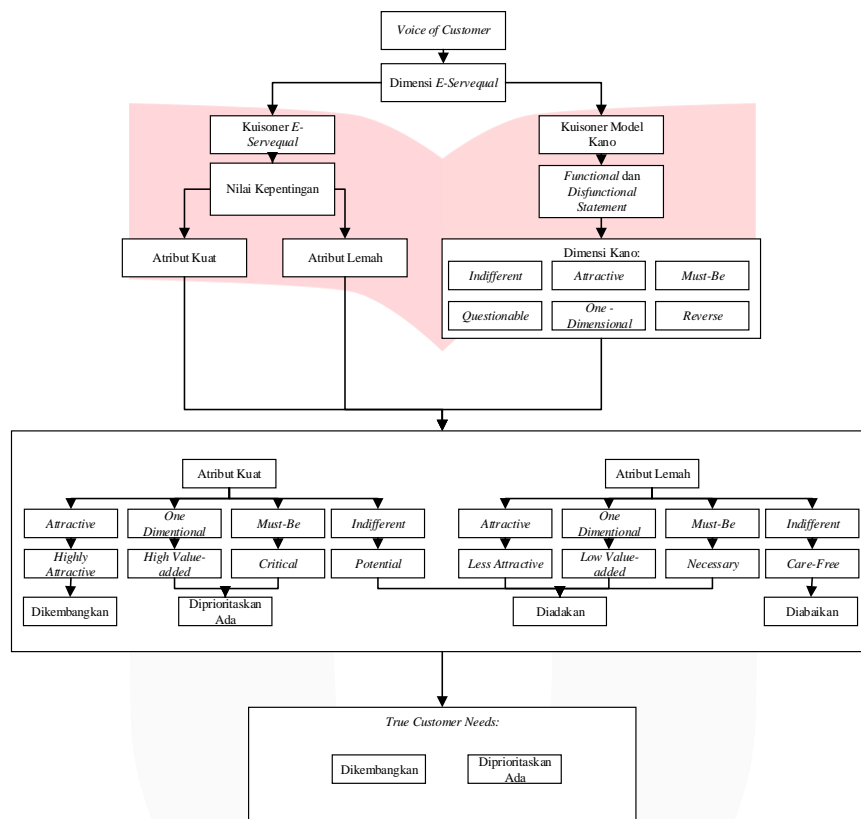 Voice of Customer
Dimensi E-Servequal
Kuisoner E-
Servequal
Kuisoner Model
Kano
Nilai Kepentingan
Functional dan
Disfunctional
Statement
Atribut Kuat
Atribut Lemah
Dimensi Kano:
Indifferent
Attractive
Must-Be
Questionable
One -
Dimensional
Reverse
Atribut Kuat
Atribut Lemah
Attractive
One
Dimentional
Must-Be
Indifferent
Attractive
One
Dimentional
Must-Be
Indifferent
Highly
Attractive
High Value-
added
Critical
Potential
Less Attractive
Low Value-
added
Necessary
Care-Free
Dikembangkan
Diprioritaskan
Ada
Diadakan
Diabaikan
True Customer Needs:
Dikembangkan
Diprioritaskan
Ada